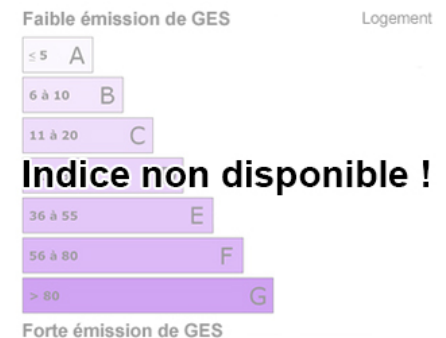 Faible émission de GES
Logement
≤ 5 A
6 à 10 B
11 à 20 C
Indice non disponible !
36 à 55 E
56 à 80 F
> 80 G
Forte émission de GES